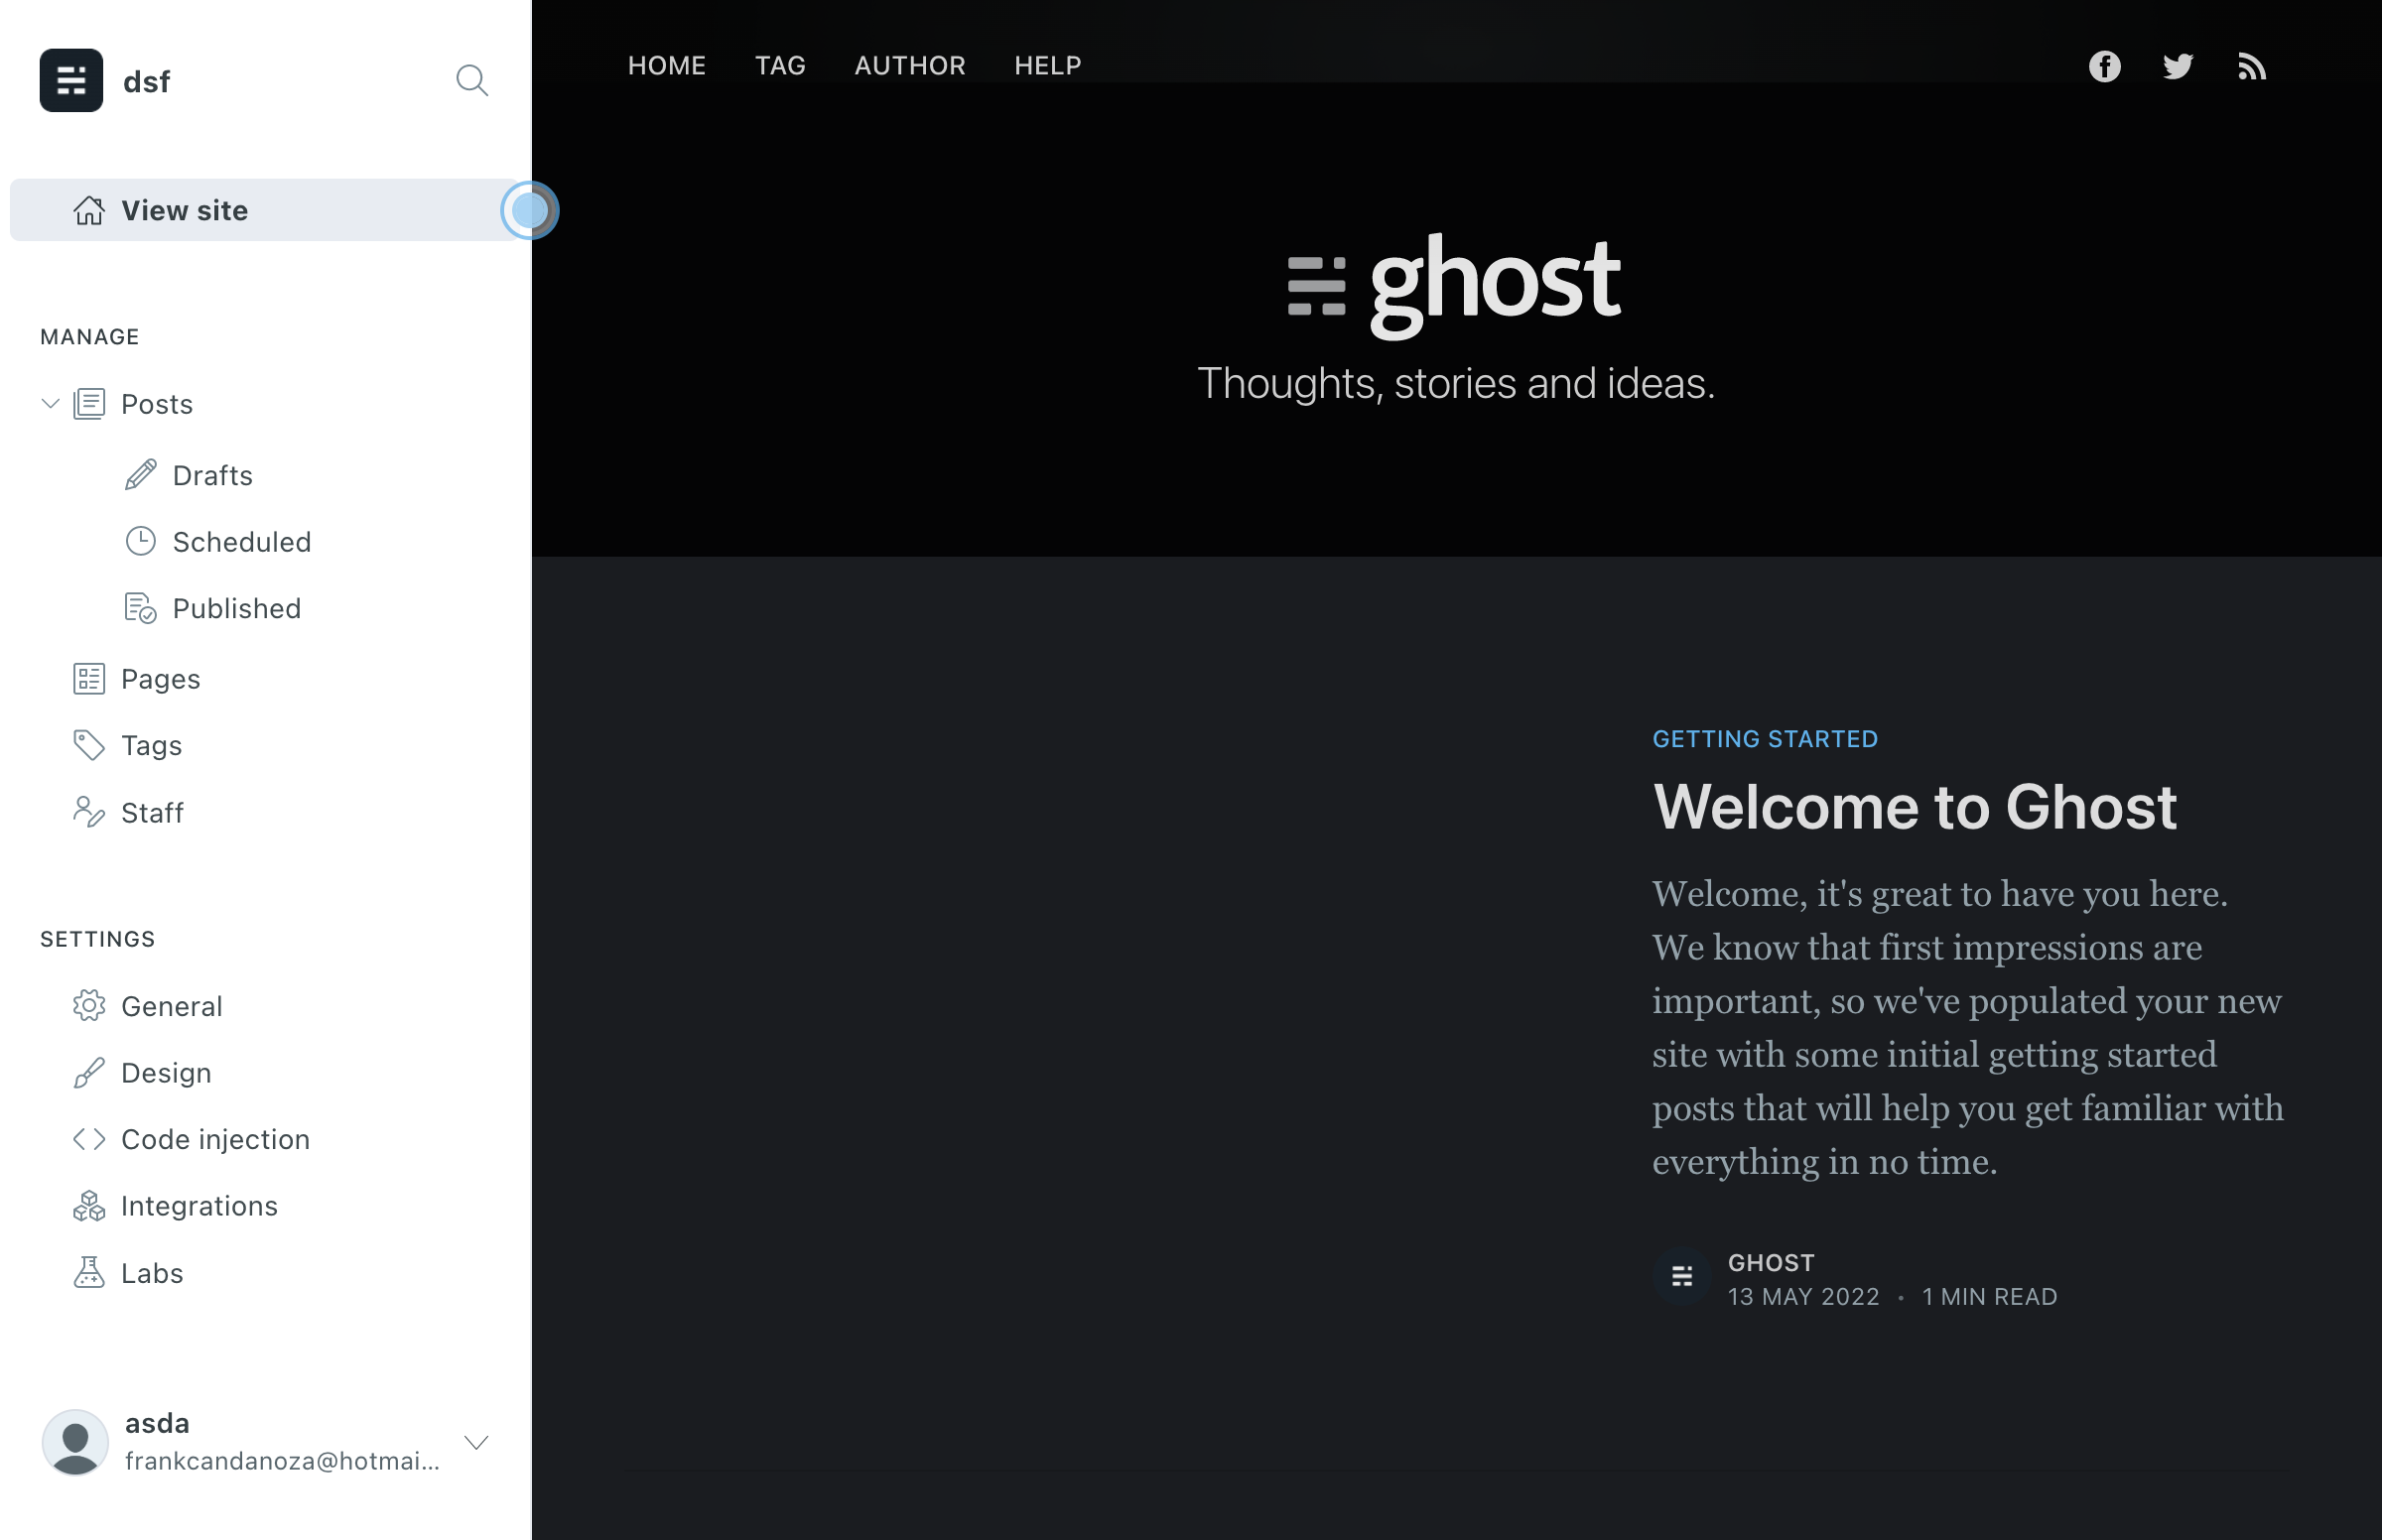 dsf
View site
MANAGE
Posts
Drafts
Scheduled
Published
Pages
Tags
Staff
SETTINGS
General
Design
Code injection
Integrations
Labs
asda
frankcandanoza@hotmai...
HOME TAG AUTHOR HELP
ghost
Thoughts, stories and ideas.
GETTING STARTED
Welcome to Ghost
Welcome, it's great to have you here.
We know that first impressions are
important, so we've populated your new
site with some initial getting started
posts that will help you get familiar with
everything in no time.
GHOST
13 MAY 2022 • 1 MIN READ